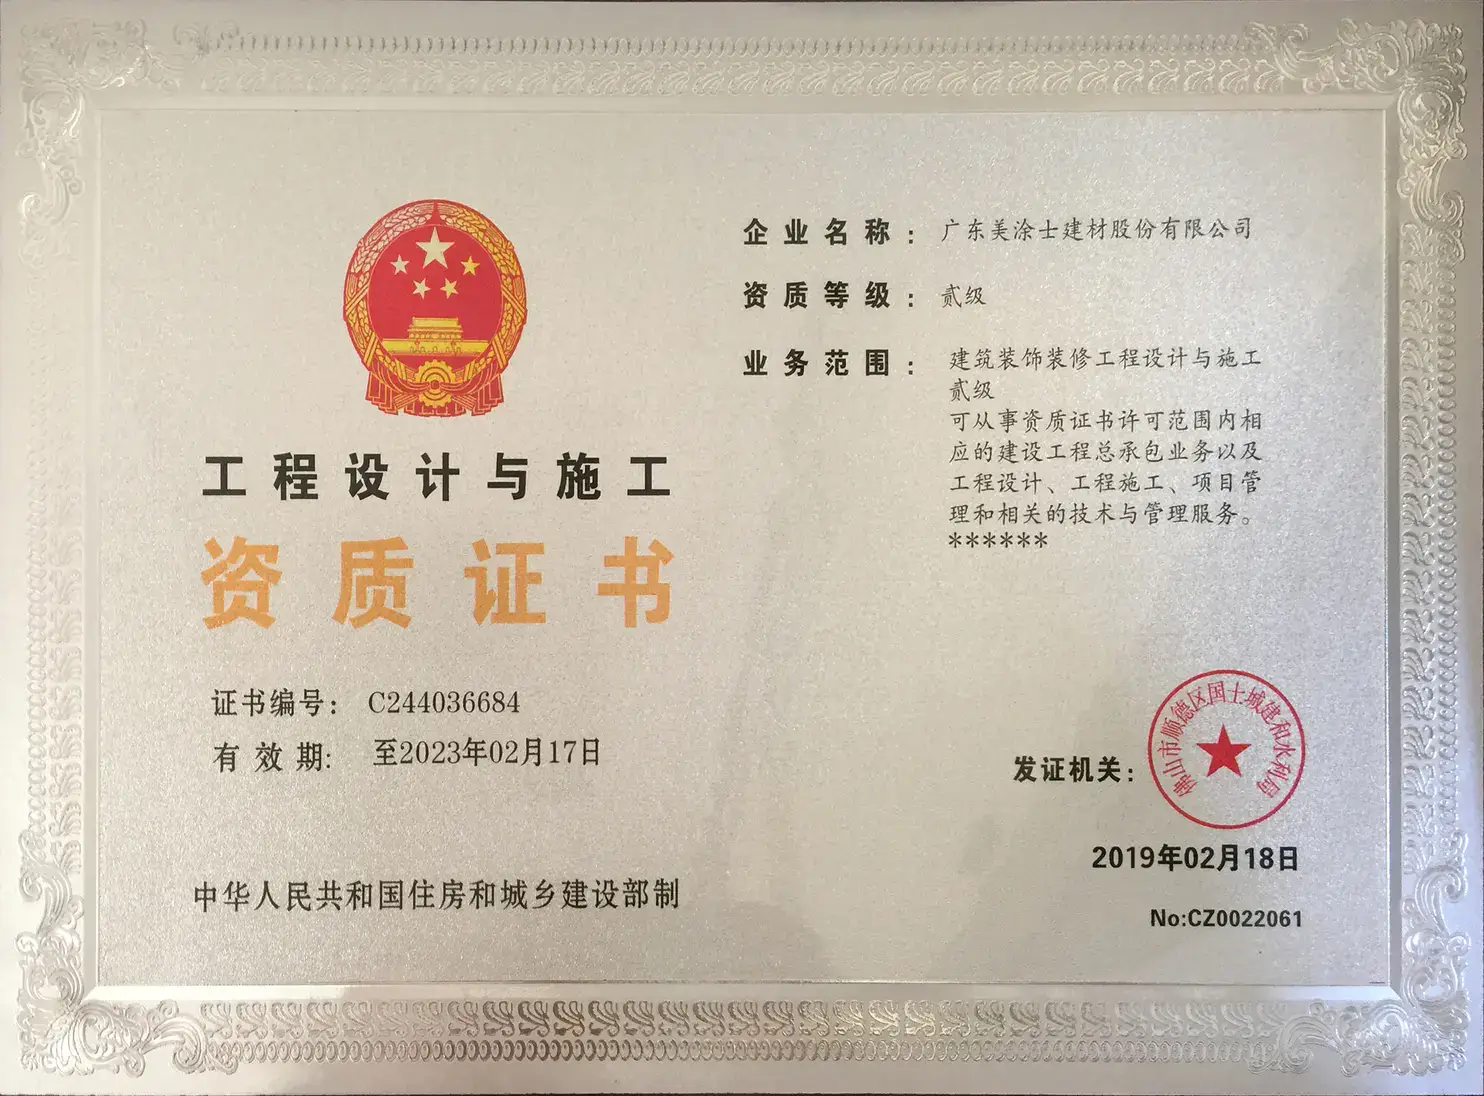 工程设计与施工
资质证书
证书编号： C244036684
有效期: 至2023年02月17日
中华人民共和国住房和城乡建设部制
企业名称： 广东美涂士建材股份有限公司
资质等级： 贰级
业务范围： 建筑装饰装修工程设计与施工
贰级
可从事资质证书许可范围内相
应的建设工程总承包业务以及
工程设计、工程施工、项目管
理和相关的技术与管理服务。
******
发证机关：
佛山市顺德区国土城建和水利局
2019年02月18日
No:CZ0022061